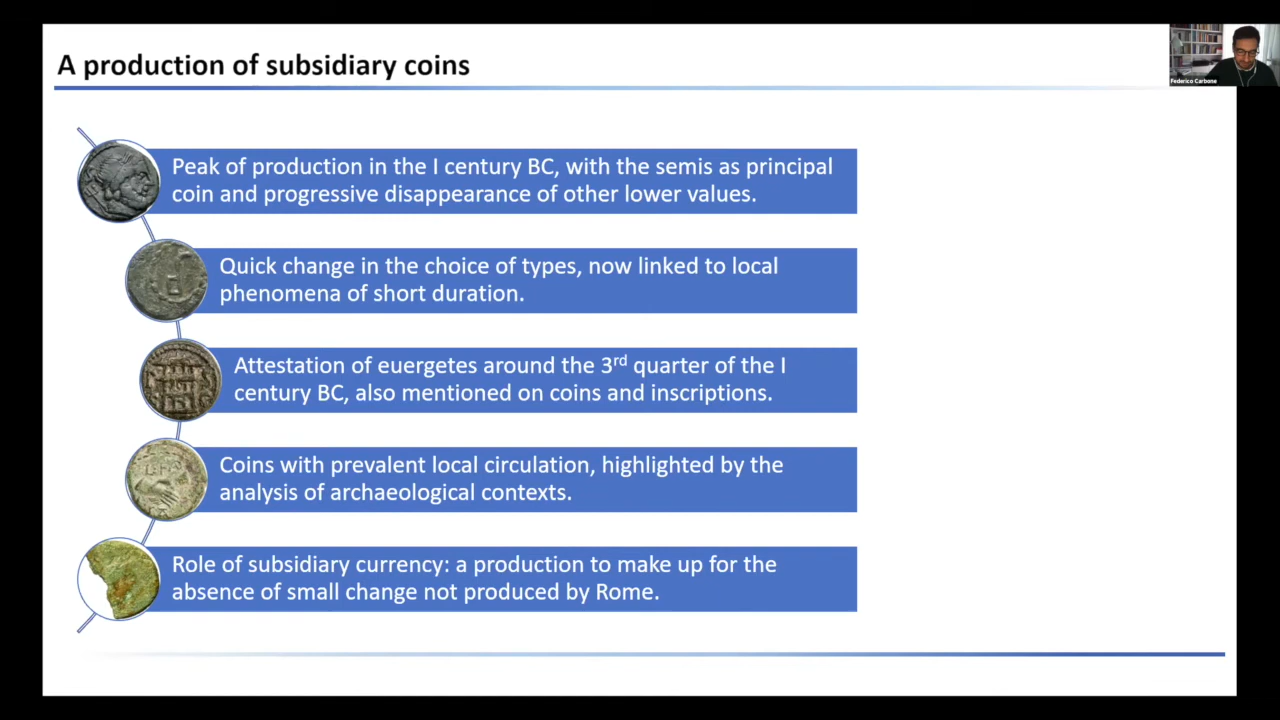 A production of subsidiary coins
Federico Carbone
Peak of production in the I century BC, with the semis as principal
coin and progressive disappearance of other lower values.
Quick change in the choice of types, now linked to local
phenomena of short duration.
Attestation of euergetes around the 3rd quarter of the I
century BC, also mentioned on coins and inscriptions.
Coins with prevalent local circulation, highlighted by the
analysis of archaeological contexts.
Role of subsidiary currency: a production to make up for the
absence of small change not produced by Rome.